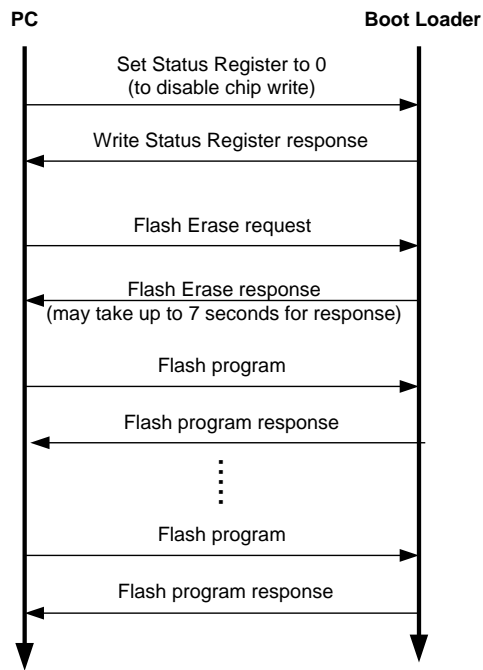 PC
Boot Loader
Set Status Register to 0
(to disable chip write)
Write Status Register response
Flash Erase request
Flash Erase response
(may take up to 7 seconds for response)
Flash program
Flash program response
Flash program
Flash program response